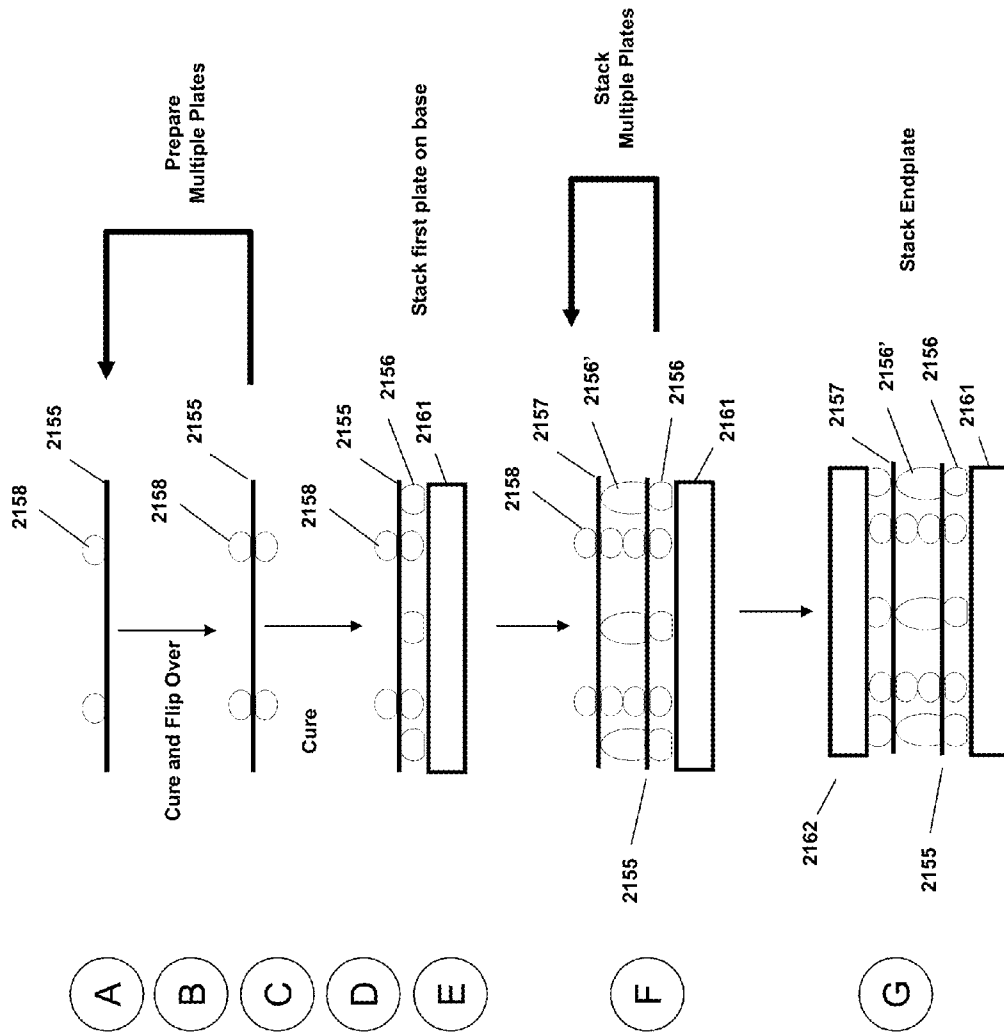 A
2158
2155
Prepare
Multiple Plates
Cure and Flip Over
B
2158
2155
C
Cure
D
2158
2155
2156
2161
Stack first plate on base
E
2158
2157
2156'
2156
2161
2155
Stack
Multiple Plates
F
2162
2157
2156'
2156
2161
2155
Stack Endplate
G